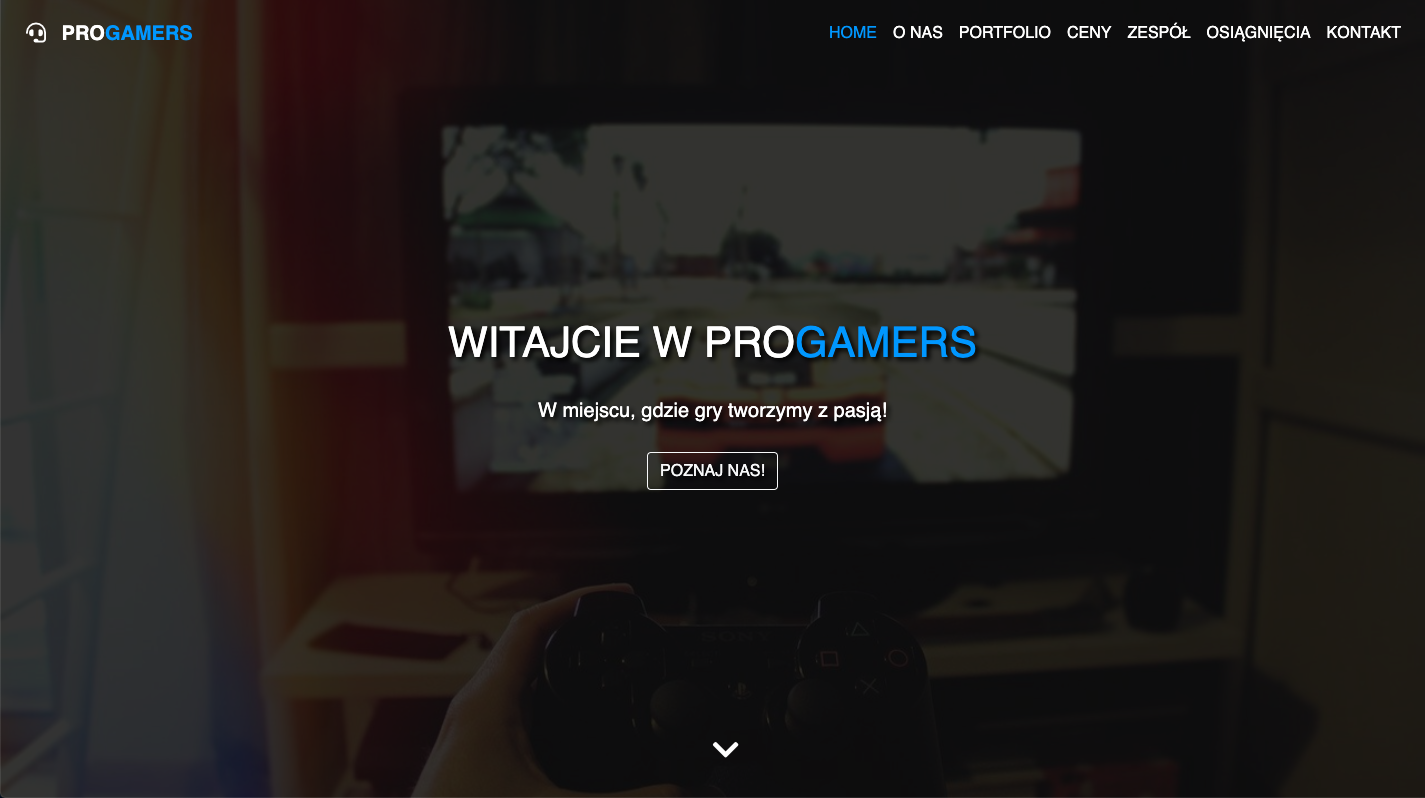 PROGAMERS
HOME O NAS PORTFOLIO CENY ZESPÓŁ OSIĄGNIĘCIA KONTAKT
WITAJCIE W PROGAMERS
W miejscu, gdzie gry tworzymy z pasją!
POZNAJ NAS!